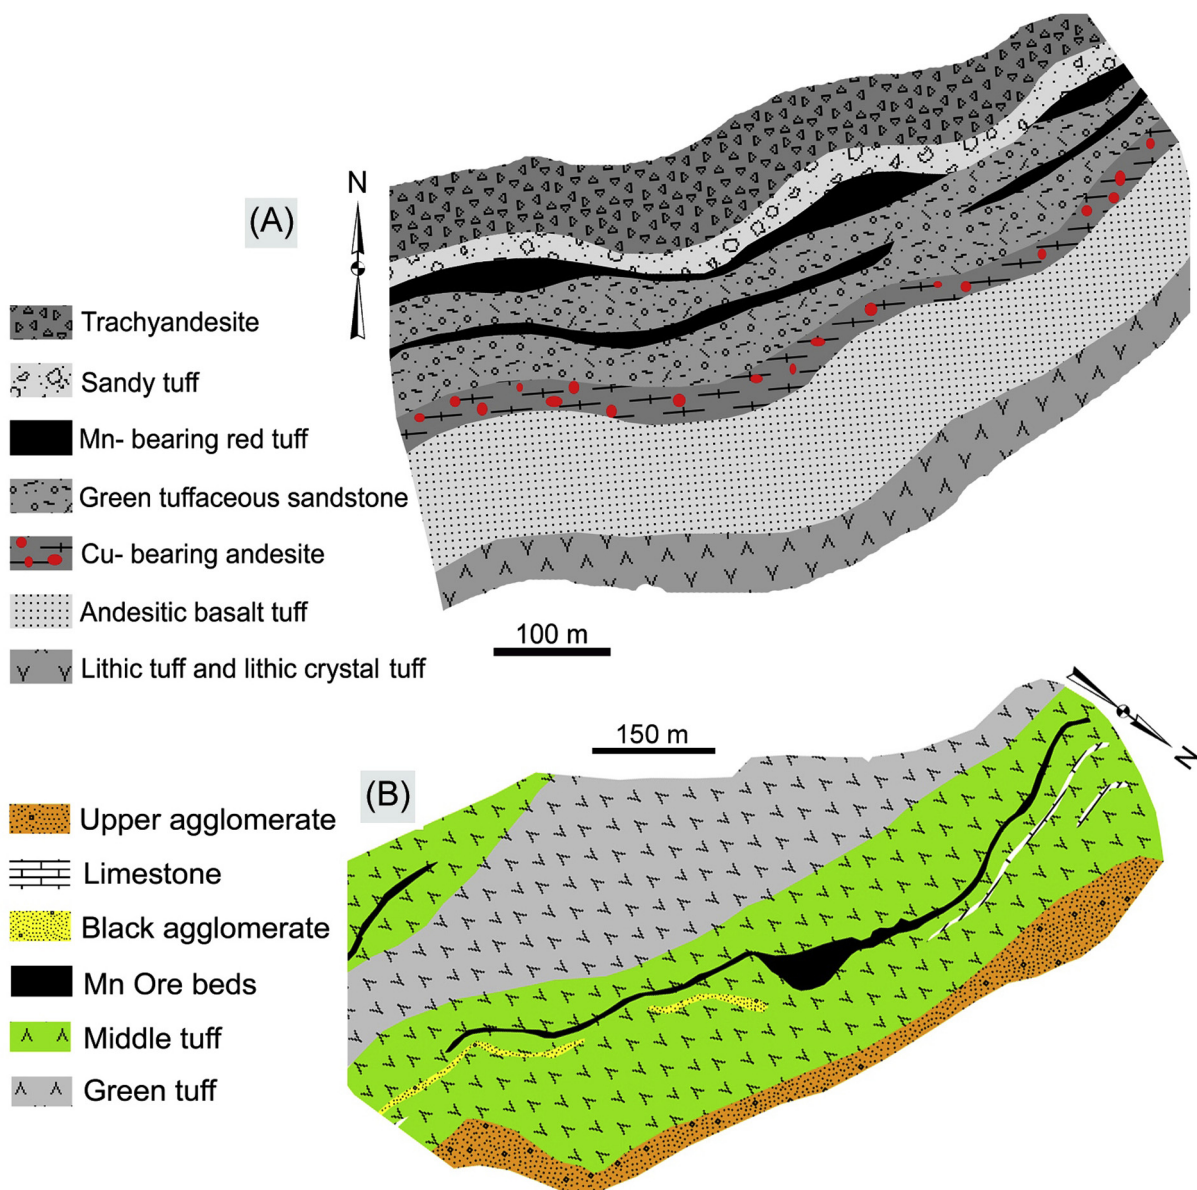 N
(A)
Trachyandesite
Sandy tuff
Mn- bearing red tuff
Green tuffaceous sandstone
Cu- bearing andesite
Andesitic basalt tuff
Lithic tuff and lithic crystal tuff
100 m
150 m
N
(B)
Upper agglomerate
Limestone
Black agglomerate
Mn Ore beds
Middle tuff
Green tuff